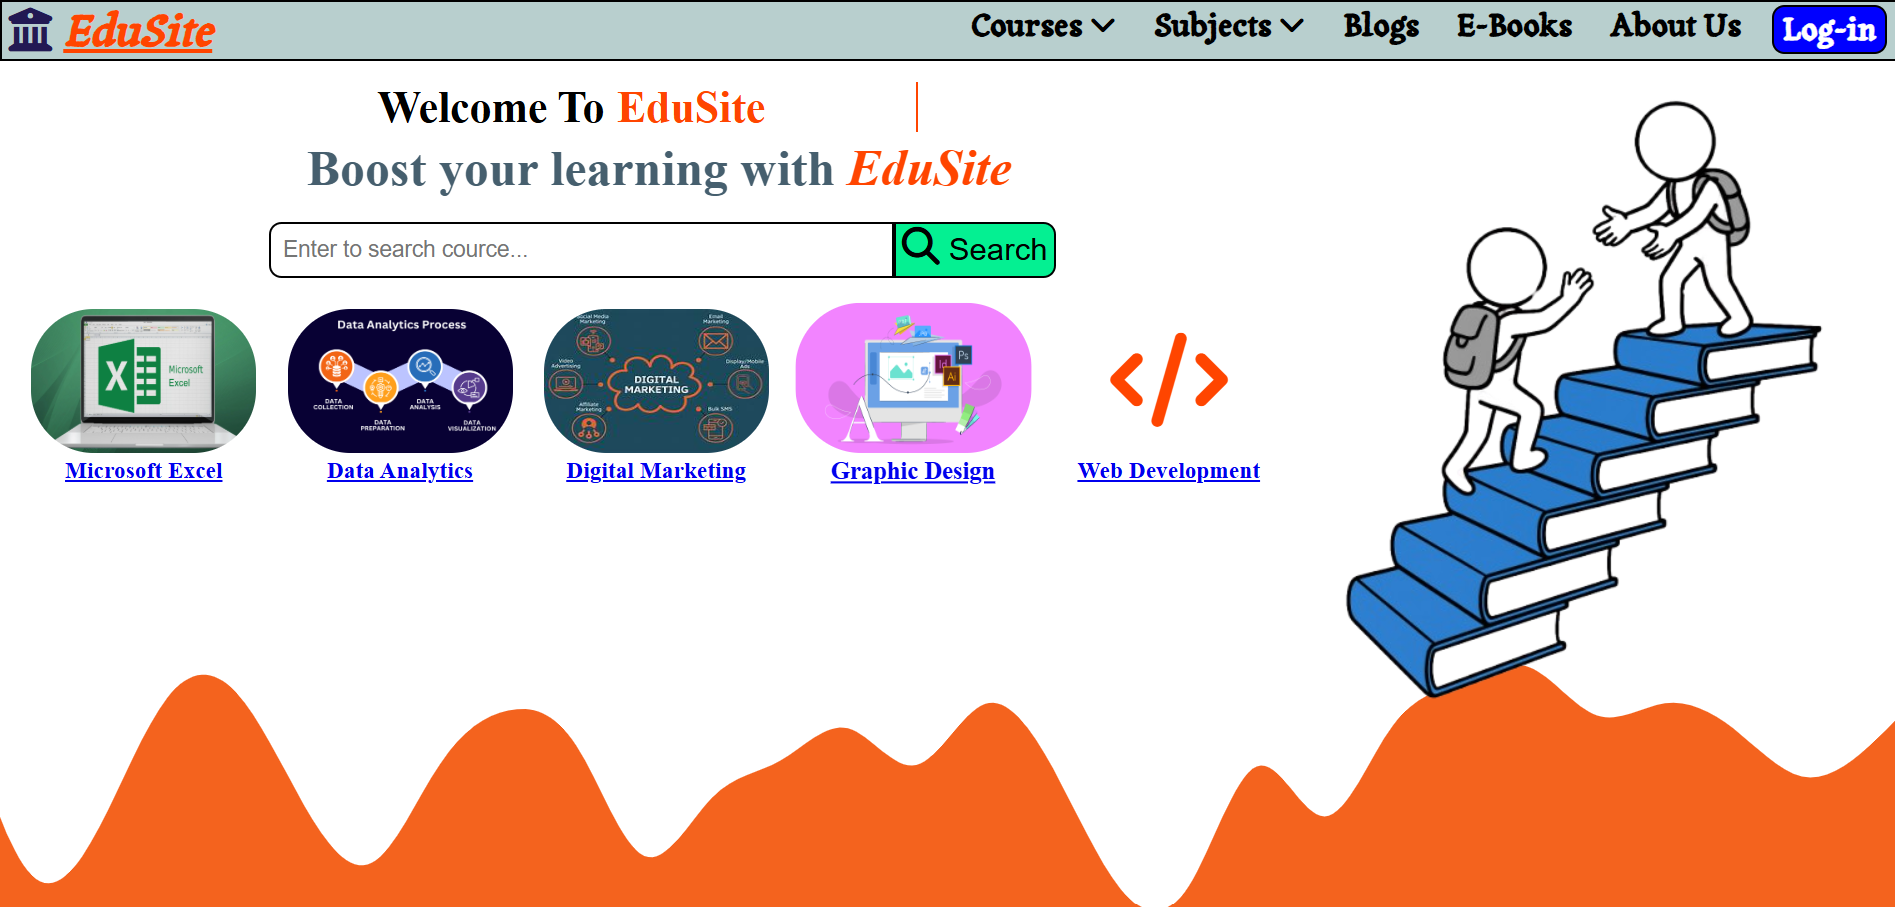 EduSite
Courses
Subjects
Blogs
E-Books
About Us
Log-in
Welcome To EduSite
Boost your learning with EduSite
Enter to search cource...
Search
Microsoft
Excel
Microsoft Excel
Data Analytics Process
DATA
COLLECTION
DATA
PREPARATION
DATA
ANALYSIS
DATA
VISUALIZATION
Data Analytics
Social Media
Marketing
Email
Marketing
Video
Advertising
DIGITAL
MARKETING
Display/Mobile
Ads
Affiliate
Marketing
Bulk SMS
Digital Marketing
Ps
Id
Ai
A
Graphic Design
Web Development